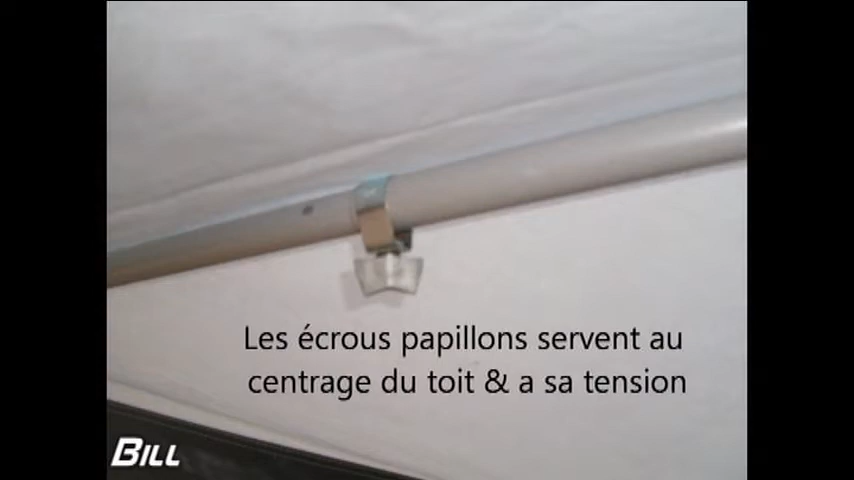 Les écrous papillons servent au
centrage du toit & a sa tension
BILL